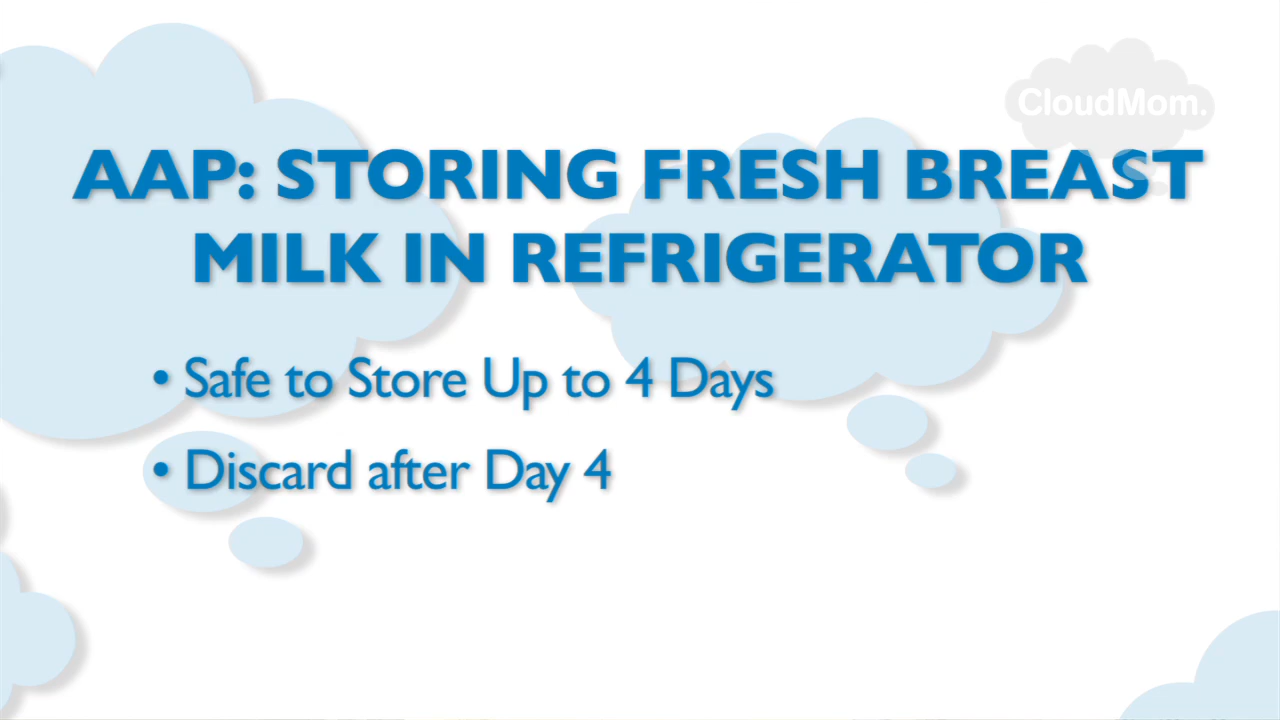 CloudMom.
AAP: STORING FRESH BREAST
MILK IN REFRIGERATOR
• Safe to Store Up to 4 Days
• Discard after Day 4